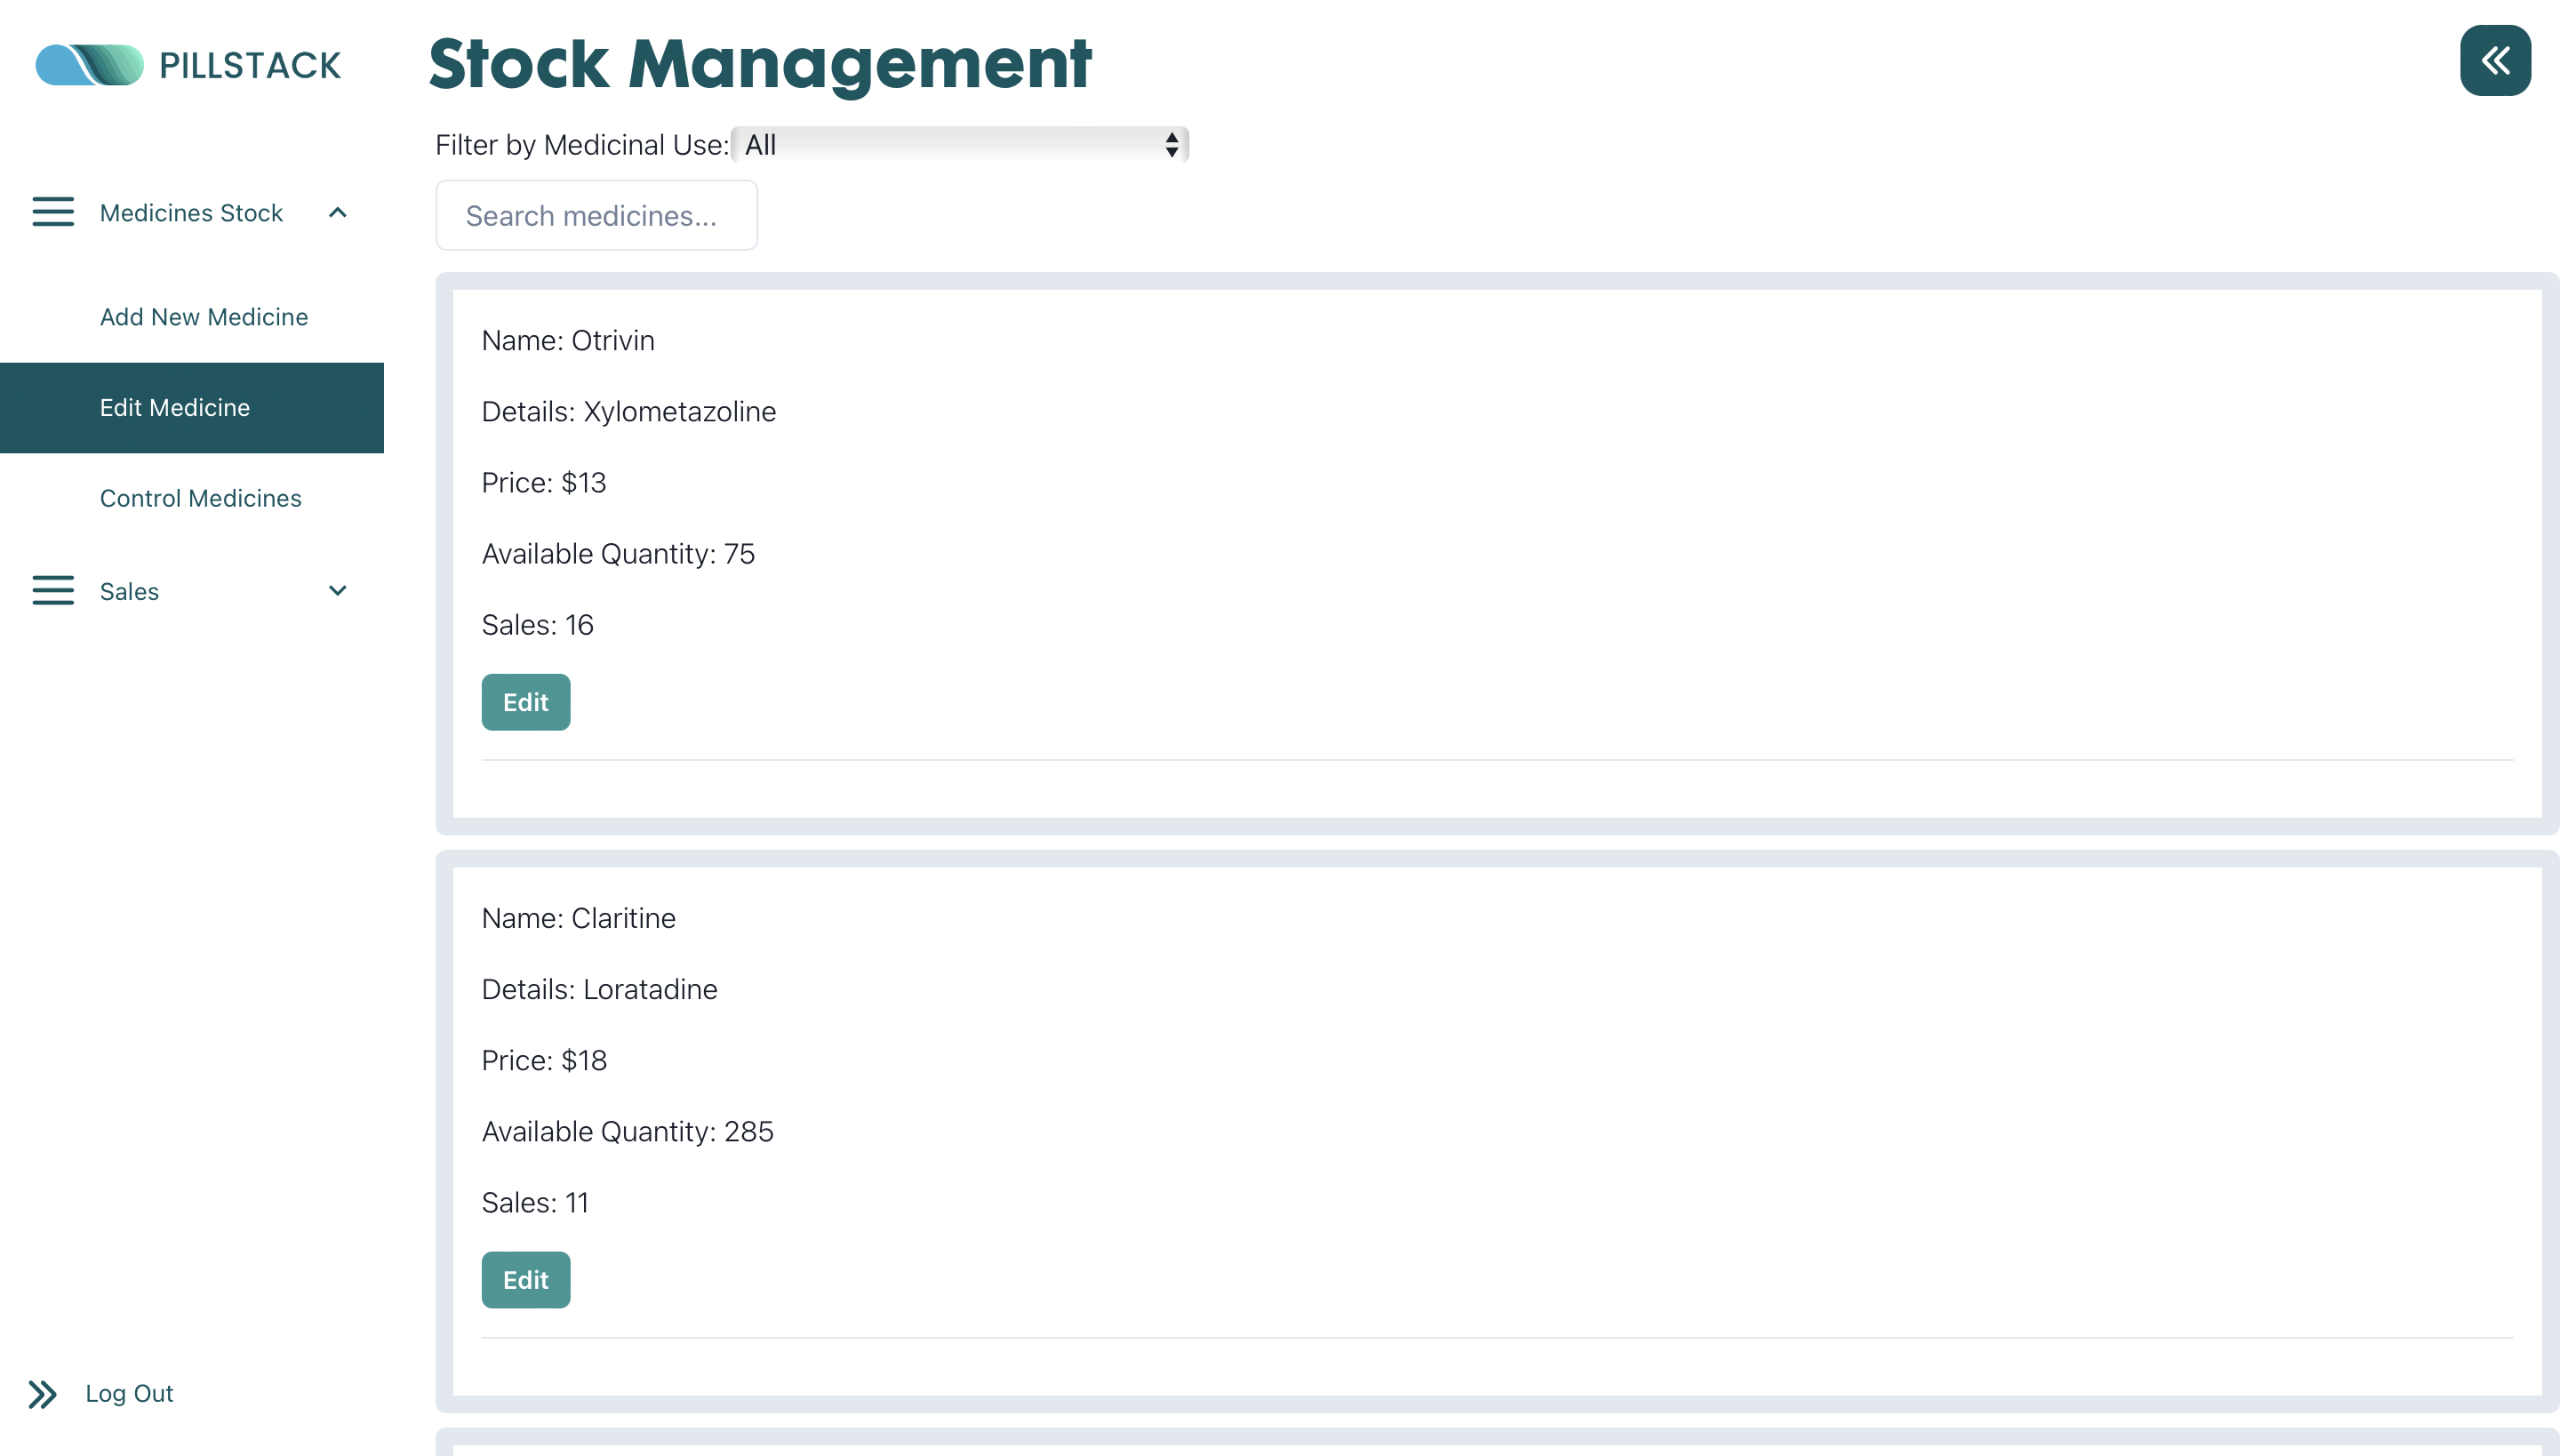 PILLSTACK
Medicines Stock
Add New Medicine
Edit Medicine
Control Medicines
Sales
Log Out
Stock Management
Filter by Medicinal Use: All
Search medicines...
Name: Otrivin
Details: Xylometazoline
Price: $13
Available Quantity: 75
Sales: 16
Edit
Name: Claritine
Details: Loratadine
Price: $18
Available Quantity: 285
Sales: 11
Edit